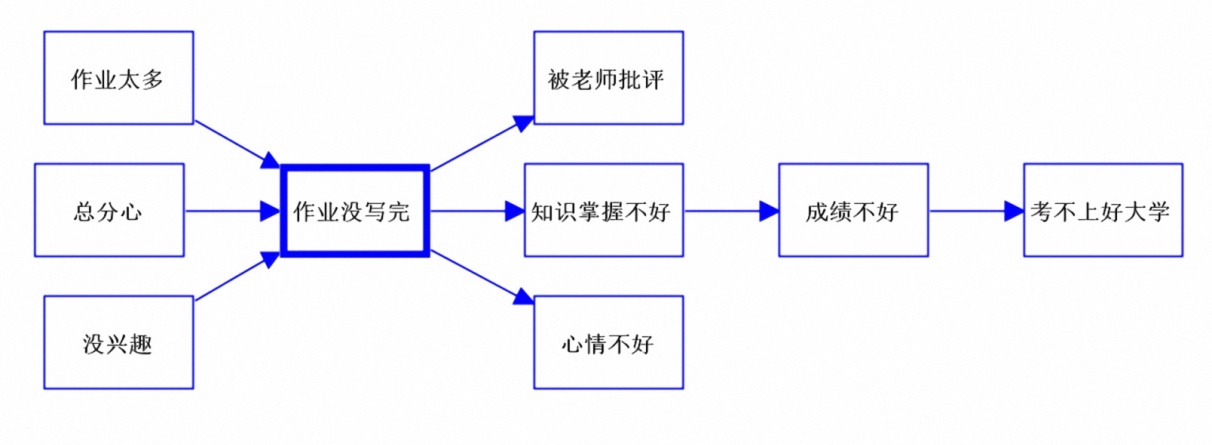 作业太多
被老师批评
总分心
作业没写完
知识掌握不好
成绩不好
考不上好大学
没兴趣
心情不好